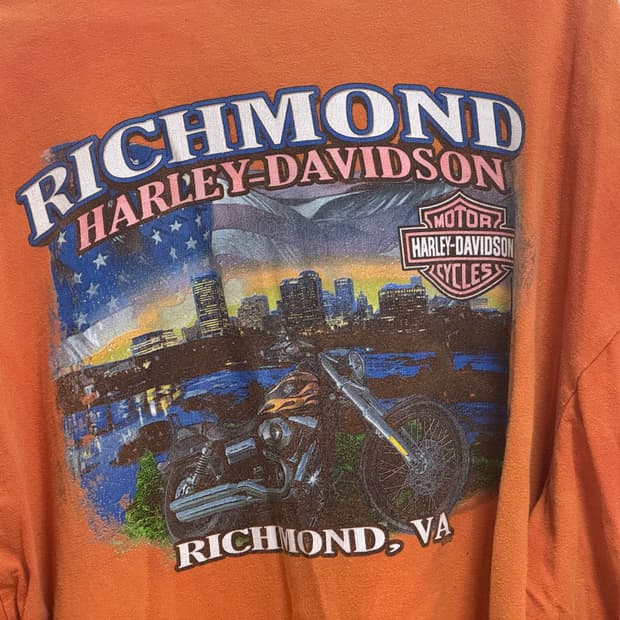 RICHMOND
HARLEY-DAVIDSON
MOTOR
HARLEY-DAVIDSON
CYCLES
RICHMOND, VA